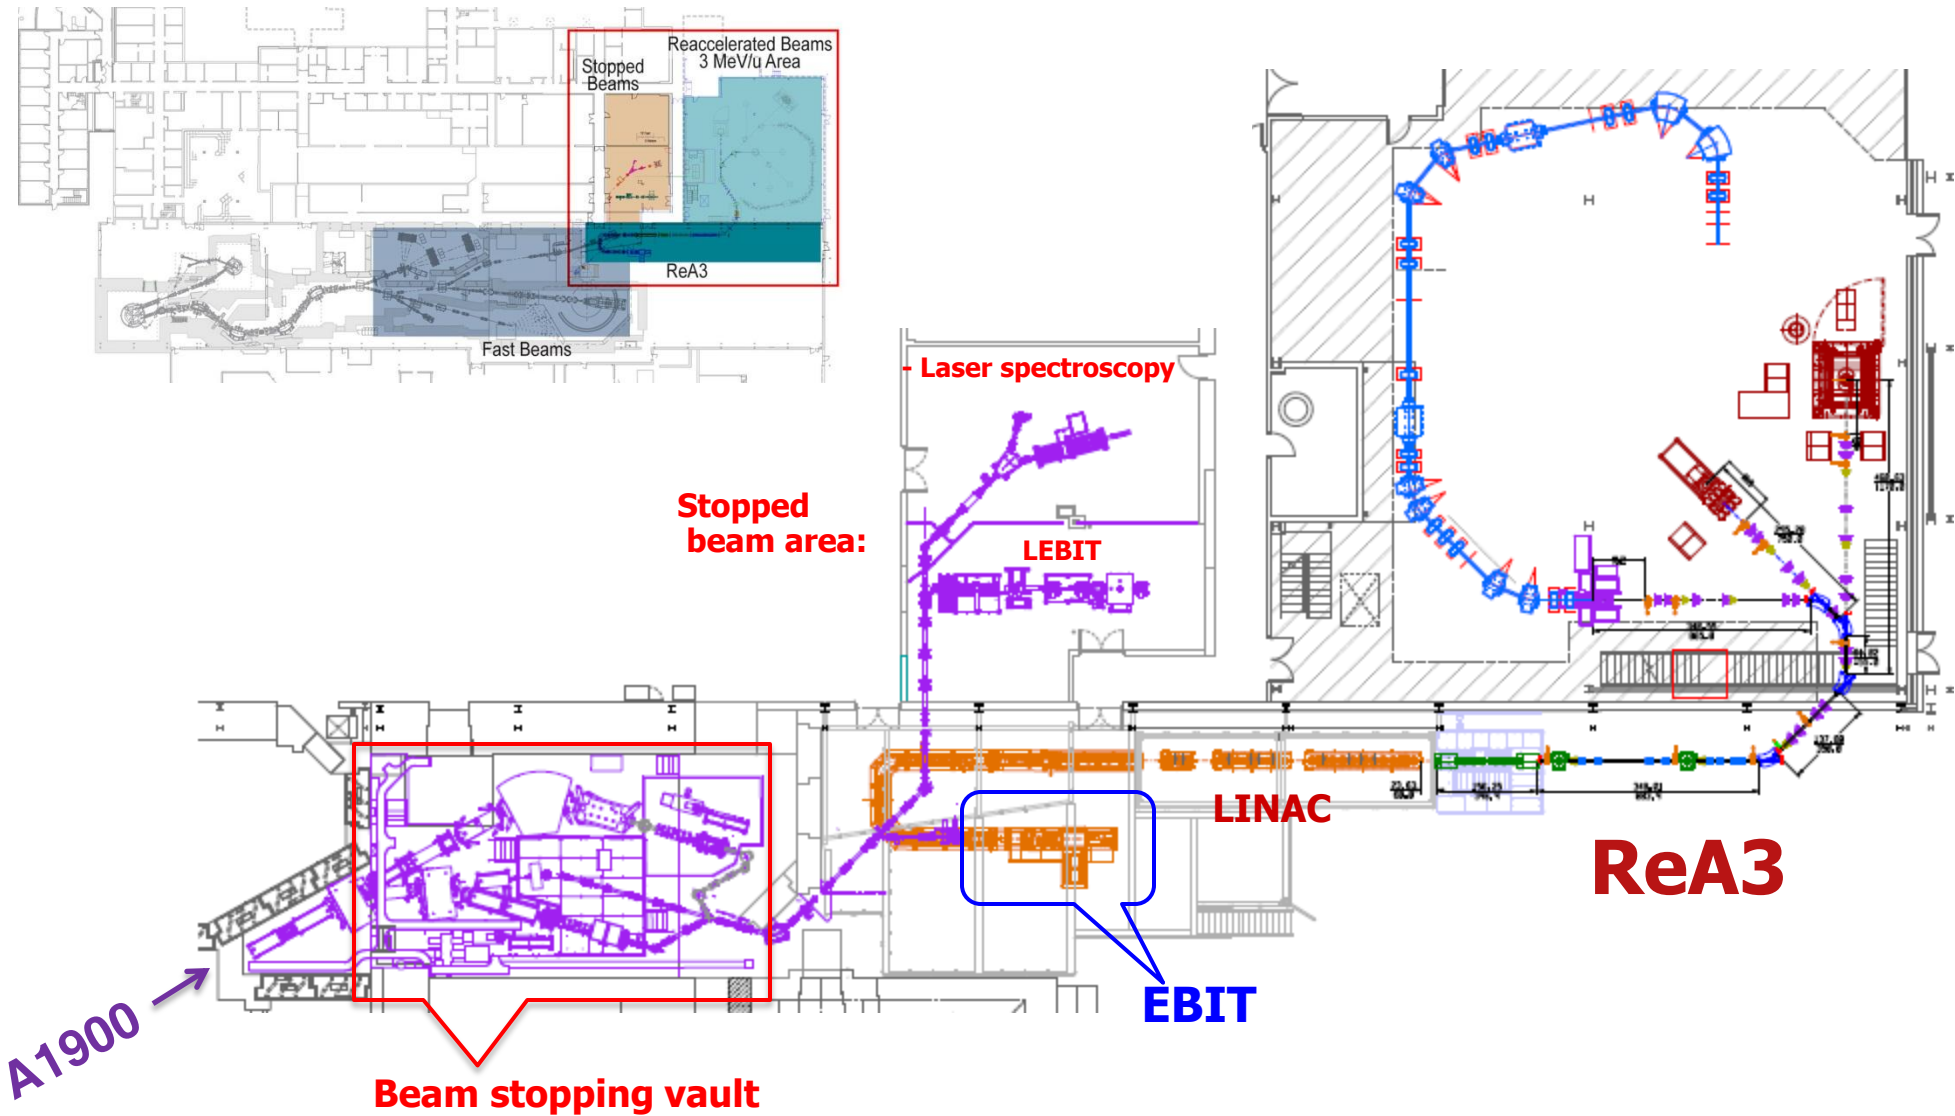 Reaccelerated Beams
3 MeV/u Area
Stopped
Beams
ReA3
Fast Beams
- Laser spectroscopy
Stopped
beam area:
LEBIT
LINAC
ReA3
EBIT
A1900
Beam stopping vault